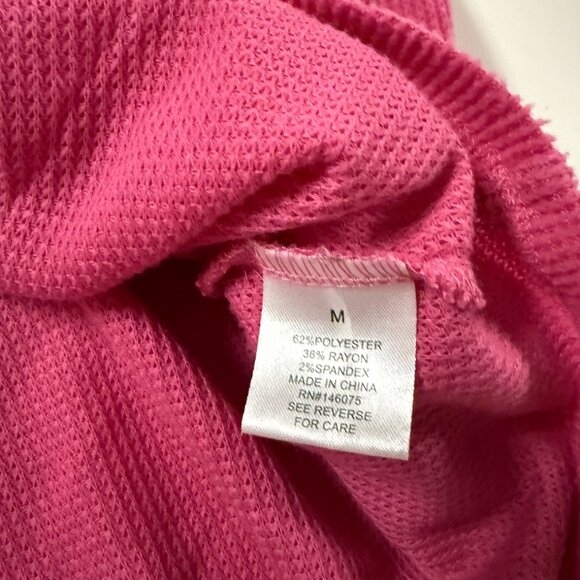 M
62%POLYESTER
36% RAYON
2%SPANDEX
MADE IN CHINA
RN#146075
SEE REVERSE
FOR CARE